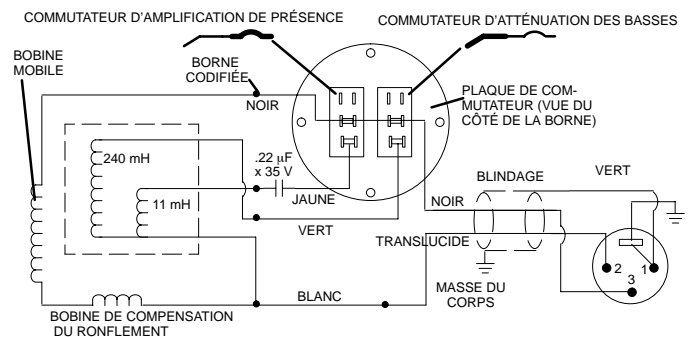 COMMUTATEUR D'AMPLIFICATION DE PRÉSENCE
COMMUTATEUR D'ATTÉNUATION DES BASSES
BOBINE
MOBILE
BORNE
CODIFIÉE
NOIR
PLAQUE DE COM-
MUTATEUR (VUE DU
CÔTÉ DE LA BORNE)
240 mH
.22 µF
x 35 V
11 mH
JAUNE
VERT
BLINDAGE
VERT
NOIR
TRANSLUCIDE
2
1
3
MASSE DU
CORPS
BLANC
BOBINE DE COMPENSATION
DU RONFLEMENT